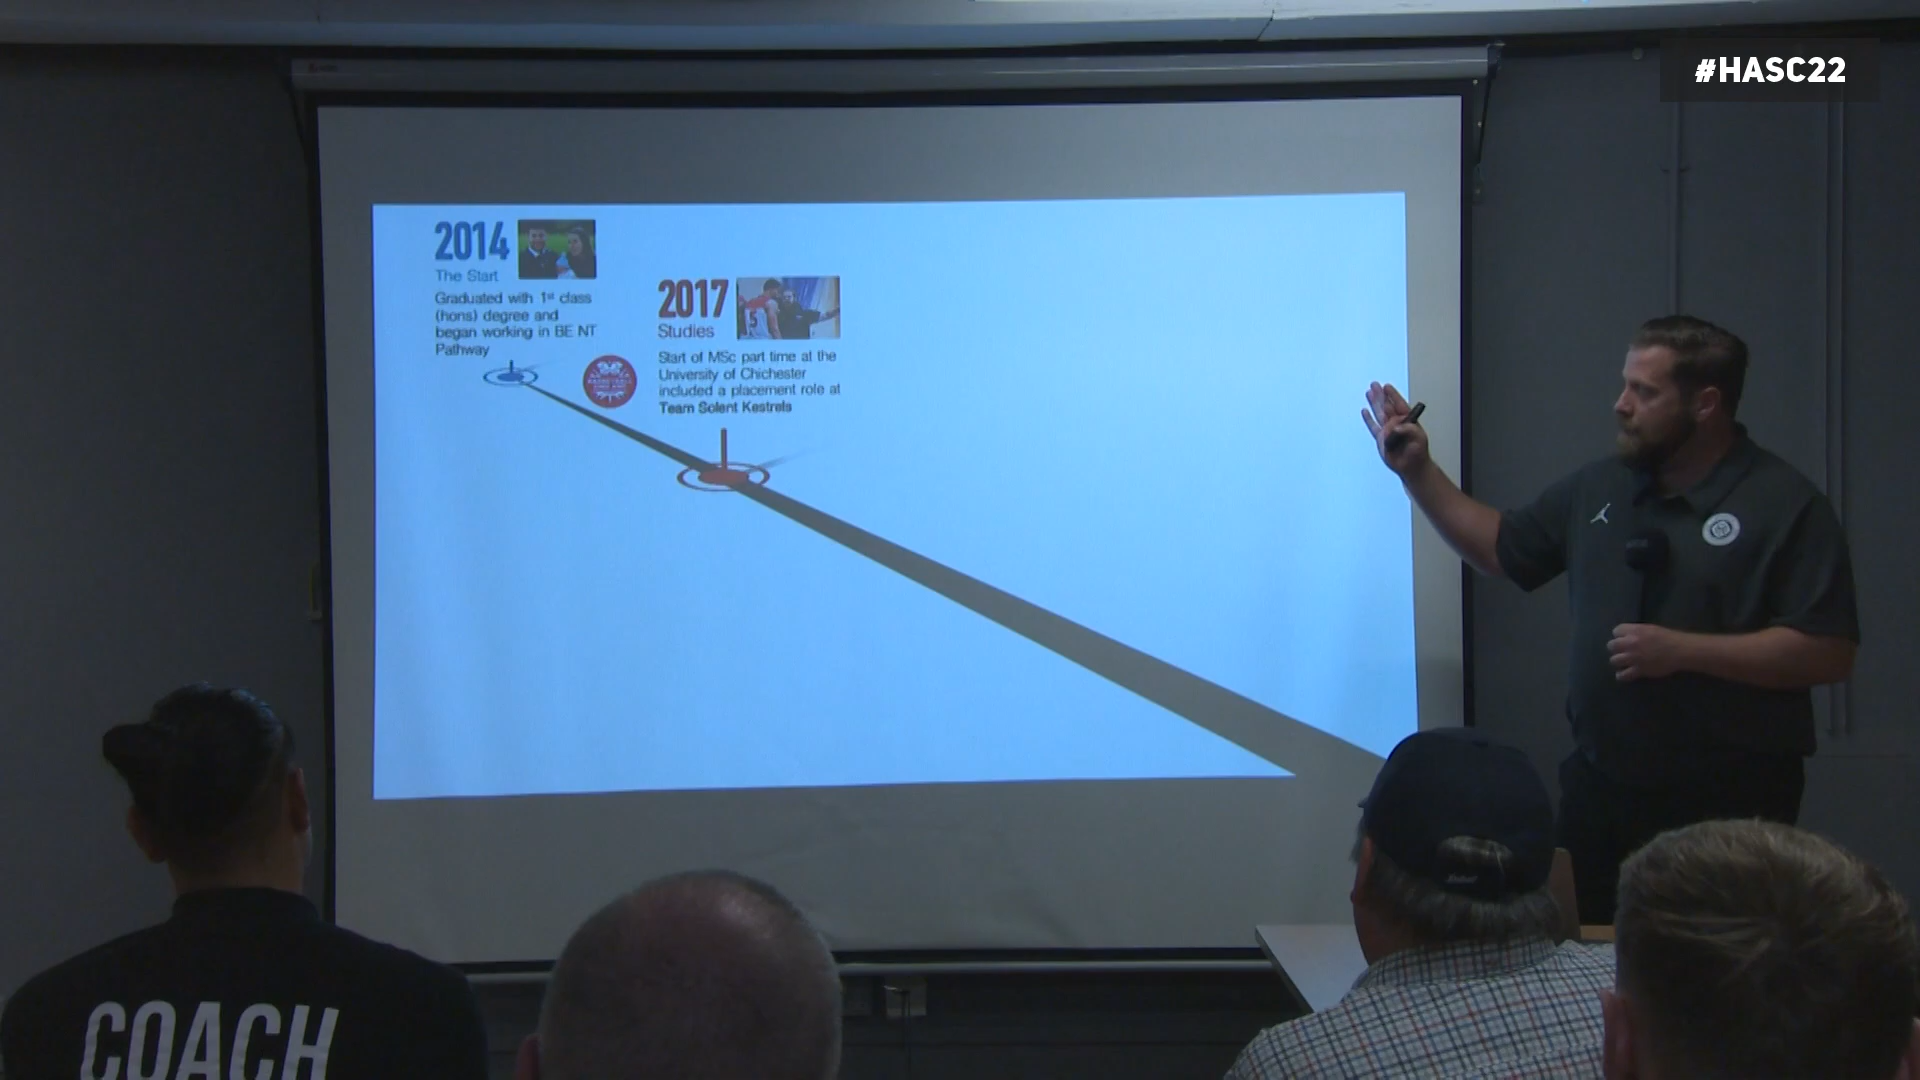 #HASC22
2014
The Start
Graduated with 1st class
(hons) degree and
began working in BE NT
Pathway
2017
Studies
Start of MSc part time at the
University of Chichester
included a placement role at
Team Solent Kestrels
5
COACH